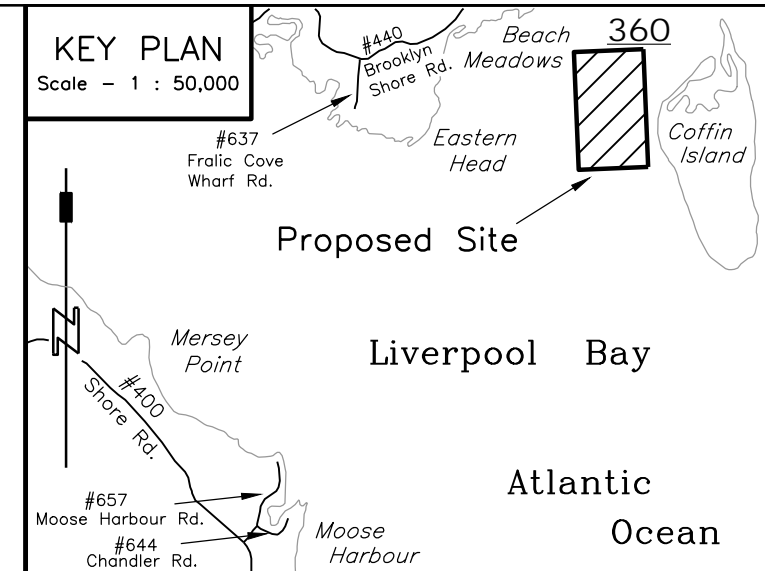 KEY PLAN
Scale - 1 : 50,000
#440
Brooklyn
Shore Rd.
Beach
Meadows
360
#637
Fralic Cove
Wharf Rd.
Eastern
Head
Coffin
Island
Proposed Site
N
Mersey
Point
Liverpool Bay
#400
Shore Rd.
Atlantic
Ocean
#657
Moose Harbour Rd.
#644
Chandler Rd.
Moose
Harbour